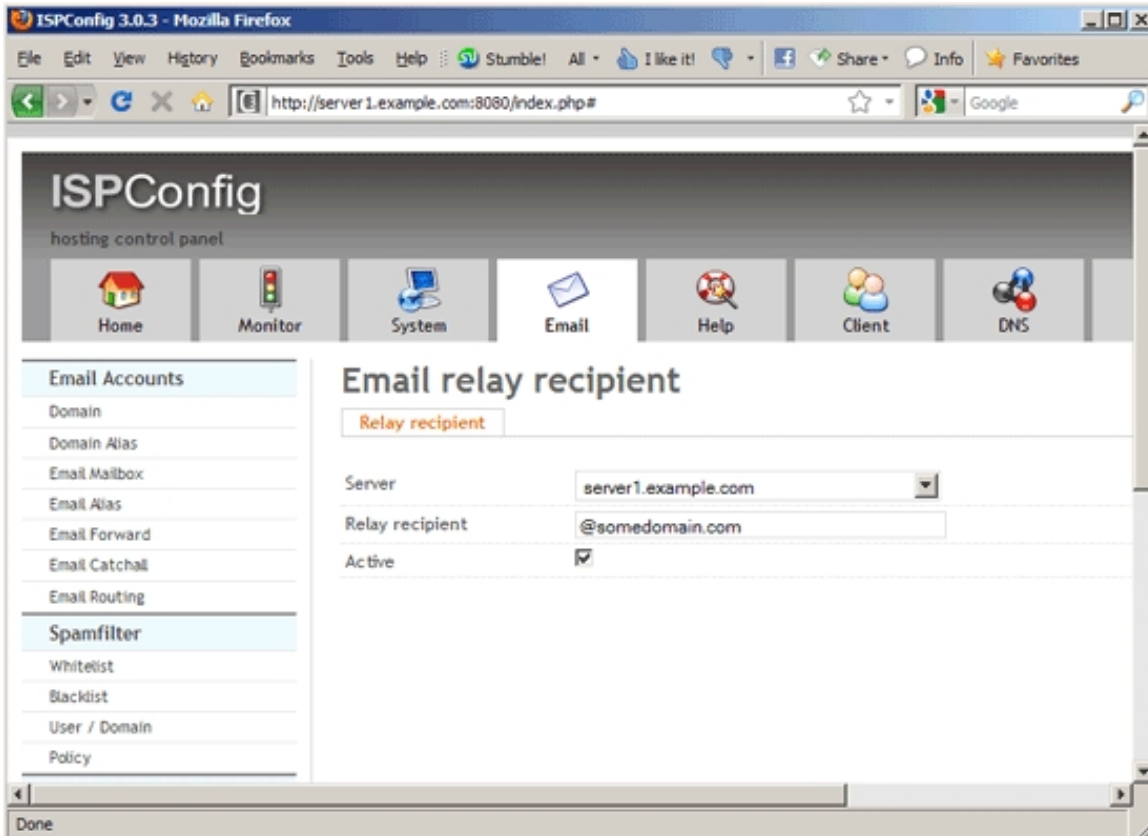 ISPConfig 3.0.3 - Mozilla Firefox
File Edit View History Bookmarks Tools Help Stumble! All I like it! Share Info Favorites
http://server1.example.com:8080/index.php# Google
ISPConfig
hosting control panel
Home Monitor System Email Help Client DNS
Email Accounts
Domain
Domain Alias
Email Mailbox
Email Alias
Email Forward
Email Catchall
Email Routing
Spamfilter
Whitelist
Blacklist
User / Domain
Policy
Email relay recipient
Relay recipient
Server server1.example.com
Relay recipient @somedomain.com
Active
Done